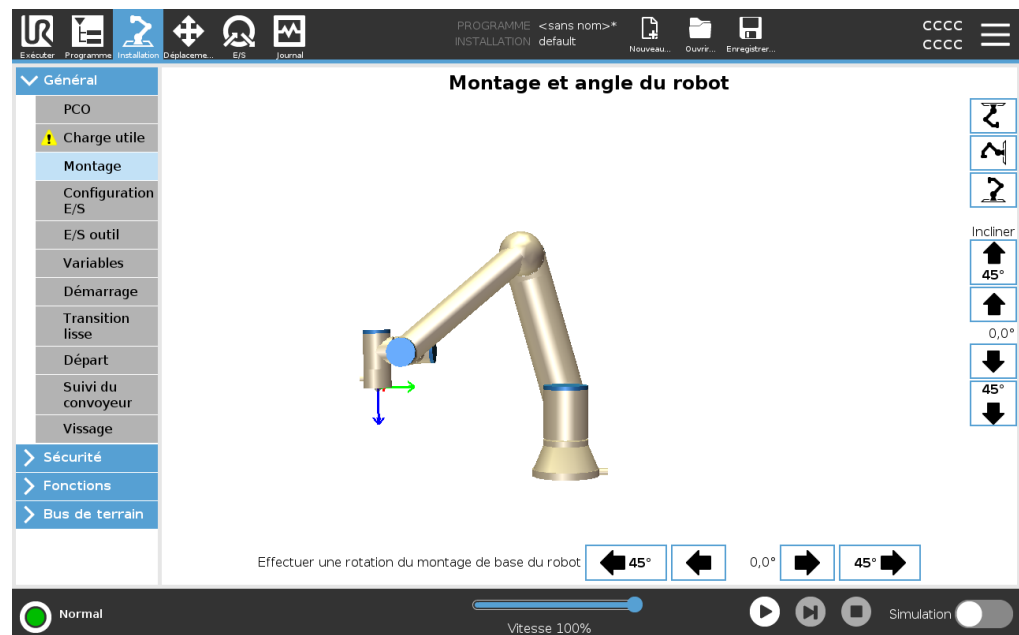 PROGRAMME <sans nom>*
INSTALLATION default
CCCC
CCCC
Exécuter
Programme
Installation
Déplaceme...
E/S
Journal
Nouveau...
Ouvrir...
Enregistrer...
Général
PCO
Charge utile
Montage
Configuration
E/S
E/S outil
Variables
Démarrage
Transition
lisse
Départ
Suivi du
convoyeur
Vissage
Sécurité
Fonctions
Bus de terrain
Montage et angle du robot
Incliner
45°
0,0°
45°
Effectuer une rotation du montage de base du robot
45°
0,0°
45°
Normal
Vitesse 100%
Simulation